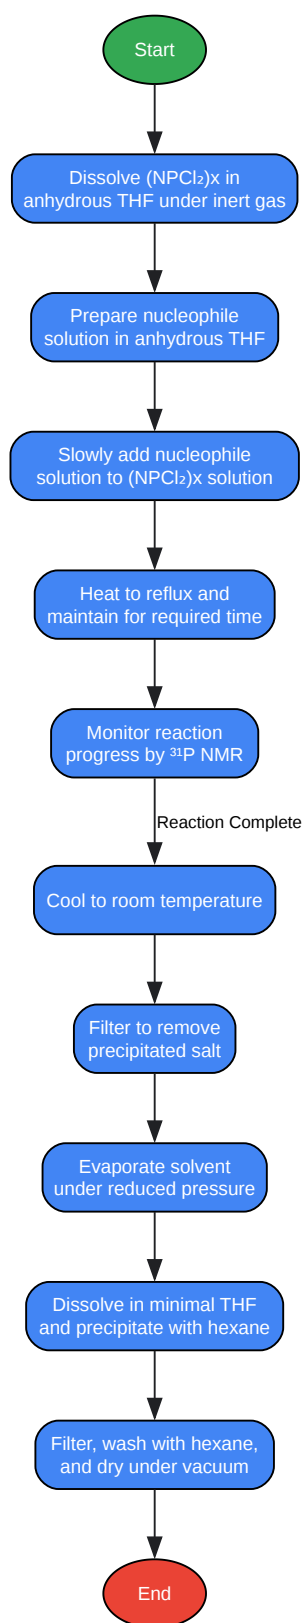 Start
Dissolve (NPCl₂)x in
anhydrous THF under inert gas
Prepare nucleophile
solution in anhydrous THF
Slowly add nucleophile
solution to (NPCl₂)x solution
Heat to reflux and
maintain for required time
Monitor reaction
progress by ³¹P NMR
Reaction Complete
Cool to room temperature
Filter to remove
precipitated salt
Evaporate solvent
under reduced pressure
Dissolve in minimal THF
and precipitate with hexane
Filter, wash with hexane,
and dry under vacuum
End